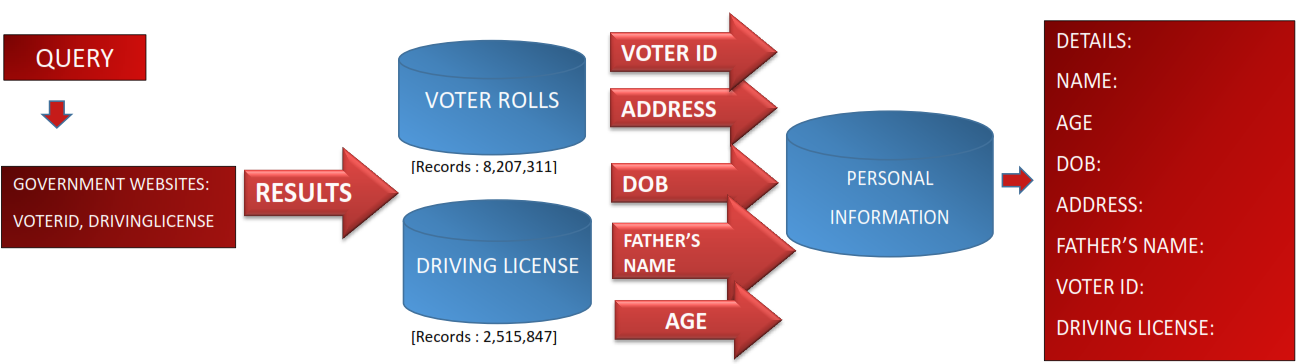 QUERY
GOVERNMENT WEBSITES:
VOTERID, DRIVINGLICENSE
RESULTS
VOTER ROLLS
[Records : 8,207,311]
DRIVING LICENSE
[Records : 2,515,847]
VOTER ID
ADDRESS
DOB
FATHER'S
NAME
AGE
PERSONAL
INFORMATION
DETAILS:
NAME:
AGE
DOB:
ADDRESS:
FATHER'S NAME:
VOTER ID:
DRIVING LICENSE: